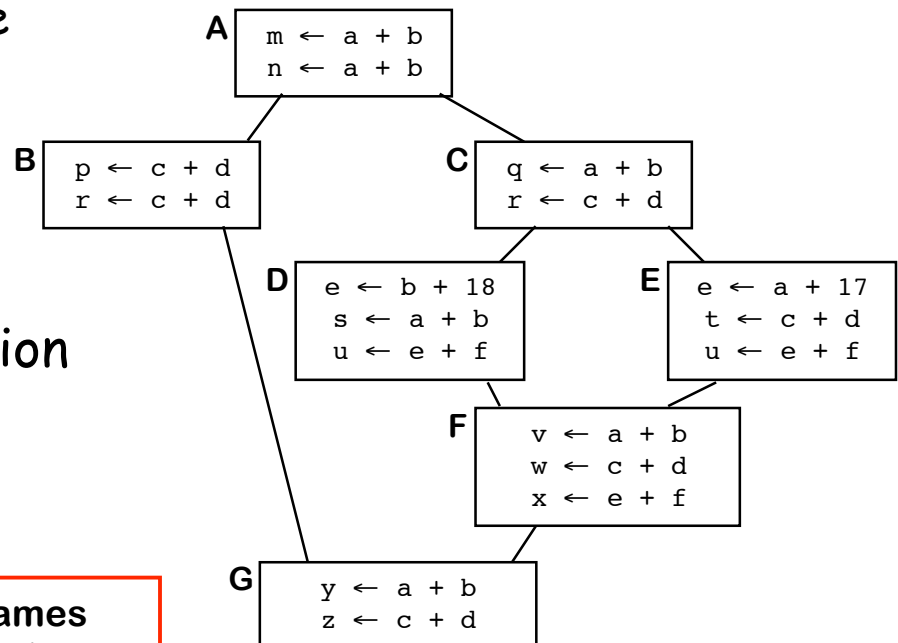 A
m ← a + b
n ← a + b
B
p ← c + d
r ← c + d
C
q ← a + b
r ← c + d
D
e ← b + 18
s ← a + b
u ← e + f
E
e ← a + 17
t ← c + d
u ← e + f
ion
F
v ← a + b
w ← c + d
x ← e + f
G
y ← a + b
z ← c + d
ames